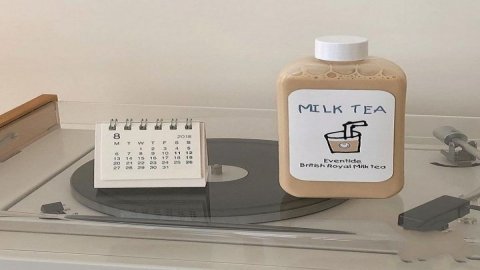 8 2018
M T W T F S S
1 2 3 4 5
6 7 8 9 10 11 12
13 14 15 16 17 18 19
20 21 22 23 24 25 26
27 28 29 30 31
MILK TEA
Eventide
British Royal Milk Tea